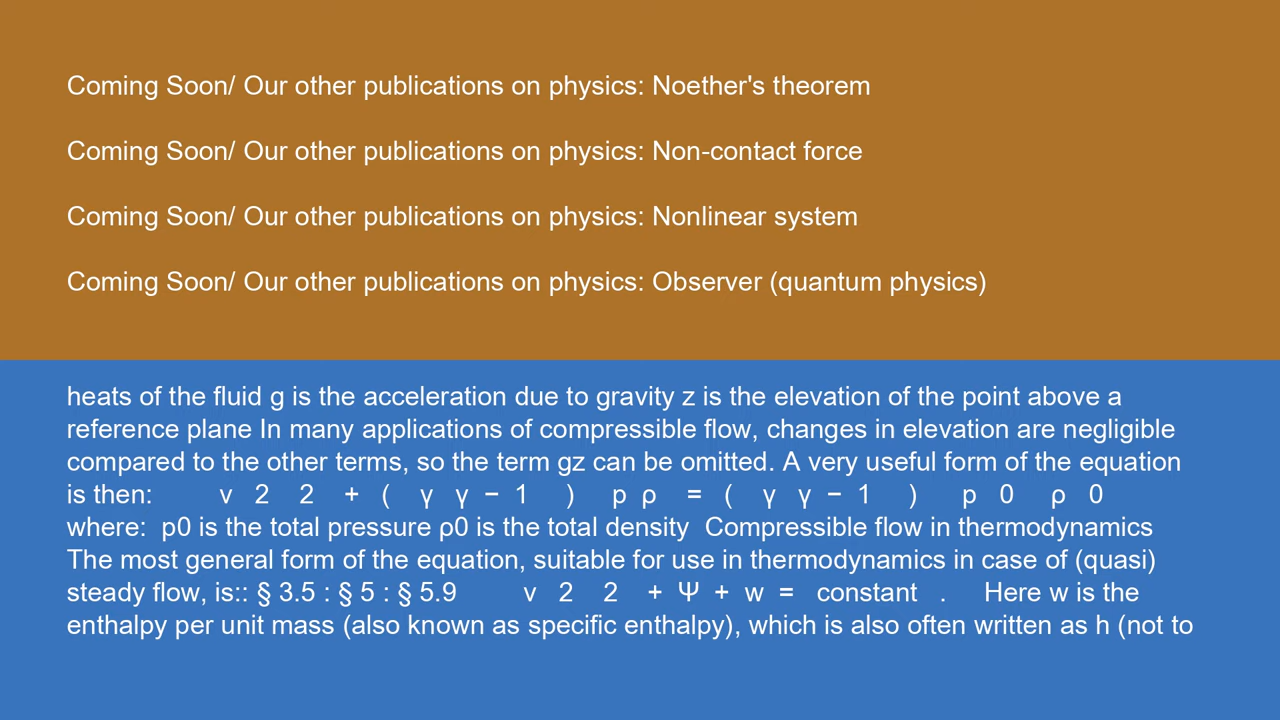 Coming Soon/ Our other publications on physics: Noether's theorem
Coming Soon/ Our other publications on physics: Non-contact force
Coming Soon/ Our other publications on physics: Nonlinear system
Coming Soon/ Our other publications on physics: Observer (quantum physics)
heats of the fluid g is the acceleration due to gravity z is the elevation of the point above a
reference plane In many applications of compressible flow, changes in elevation are negligible
compared to the other terms, so the term gz can be omitted. A very useful form of the equation
is then: v 2 2 + ( γ γ − 1 ) p ρ = ( γ γ − 1 ) p 0 ρ 0
where: p0 is the total pressure ρ0 is the total density Compressible flow in thermodynamics
The most general form of the equation, suitable for use in thermodynamics in case of (quasi)
steady flow, is:: § 3.5 : § 5 : § 5.9 v 2 2 + Ψ + w = constant . Here w is the
enthalpy per unit mass (also known as specific enthalpy), which is also often written as h (not to